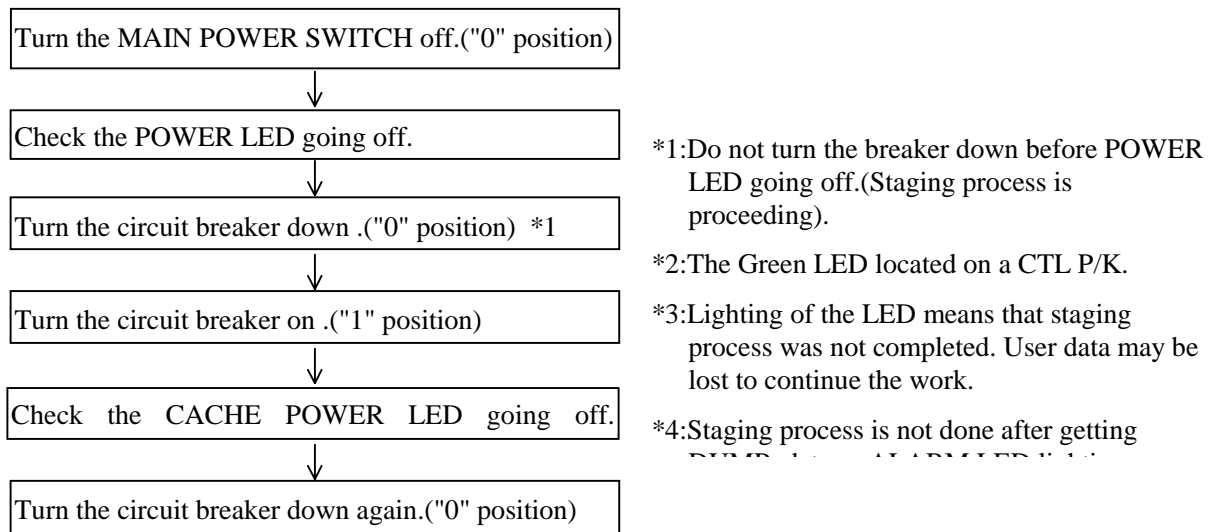 Turn the MAIN POWER SWITCH off.("0" position)
Check the POWER LED going off.
Turn the circuit breaker down .("0" position) *1
Turn the circuit breaker on .("1" position)
Check the CACHE POWER LED going off.
Turn the circuit breaker down again.("0" position)
*1:Do not turn the breaker down before POWER
LED going off.(Staging process is
proceeding).
*2:The Green LED located on a CTL P/K.
*3:Lighting of the LED means that staging
process was not completed. User data may be
lost to continue the work.
*4:Staging process is not done after getting